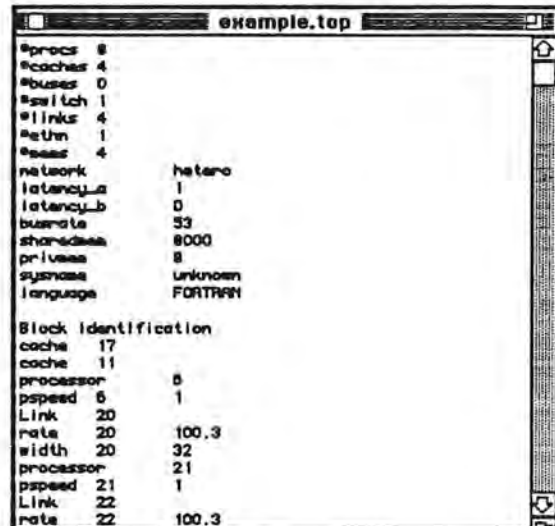 example.top
#procs 8
#caches 4
#buses 0
#switch 1
#links 4
#ethn 1
#mems 4
network hetero
latency_a 1
latency_b 0
busrate 53
sharedmem 8000
privmem 8
sysname unknown
language FORTRAN
Block Identification
cache 17
cache 11
processor 6
pspeed 6 1
Link 20
rate 20 100.3
width 20 32
processor 21
pspeed 21 1
Link 22
rate 22 100.3